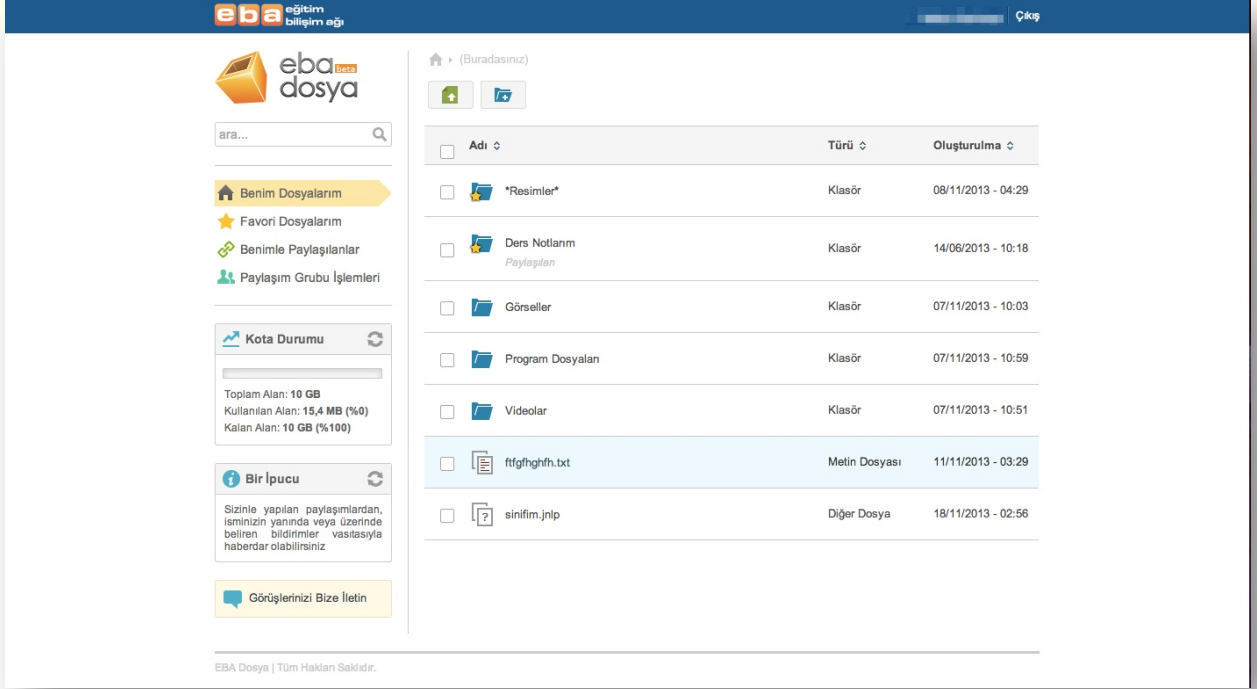 eba eğitim
bilişim ağı
Çıkış
eba beta
dosya
ara...
Benim Dosyalarım
Favori Dosyalarım
Benimle Paylaşılanlar
Paylaşım Grubu İşlemleri
Kota Durumu
Toplam Alan: 10 GB
Kullanılan Alan: 15,4 MB (%0)
Kalan Alan: 10 GB (%100)
Bir İpucu
Sizinle yapılan paylaşımlardan,
isminizin yanında veya üzerinde
beliren bildirimler vasıtasıyla
haberdar olabilirsiniz
Görüşlerinizi Bize İletin
(Buradasınız)
Adı Türü Oluşturulma
*Resimler* Klasör 08/11/2013 - 04:29
Ders Notlarım Klasör 14/06/2013 - 10:18
Paylaşılan
Görseller Klasör 07/11/2013 - 10:03
Program Dosyaları Klasör 07/11/2013 - 10:59
Videolar Klasör 07/11/2013 - 10:51
ftfgfhghfh.txt Metin Dosyası 11/11/2013 - 03:29
sinifim.jnlp Diğer Dosya 18/11/2013 - 02:56
EBA Dosya | Tüm Hakları Saklıdır.